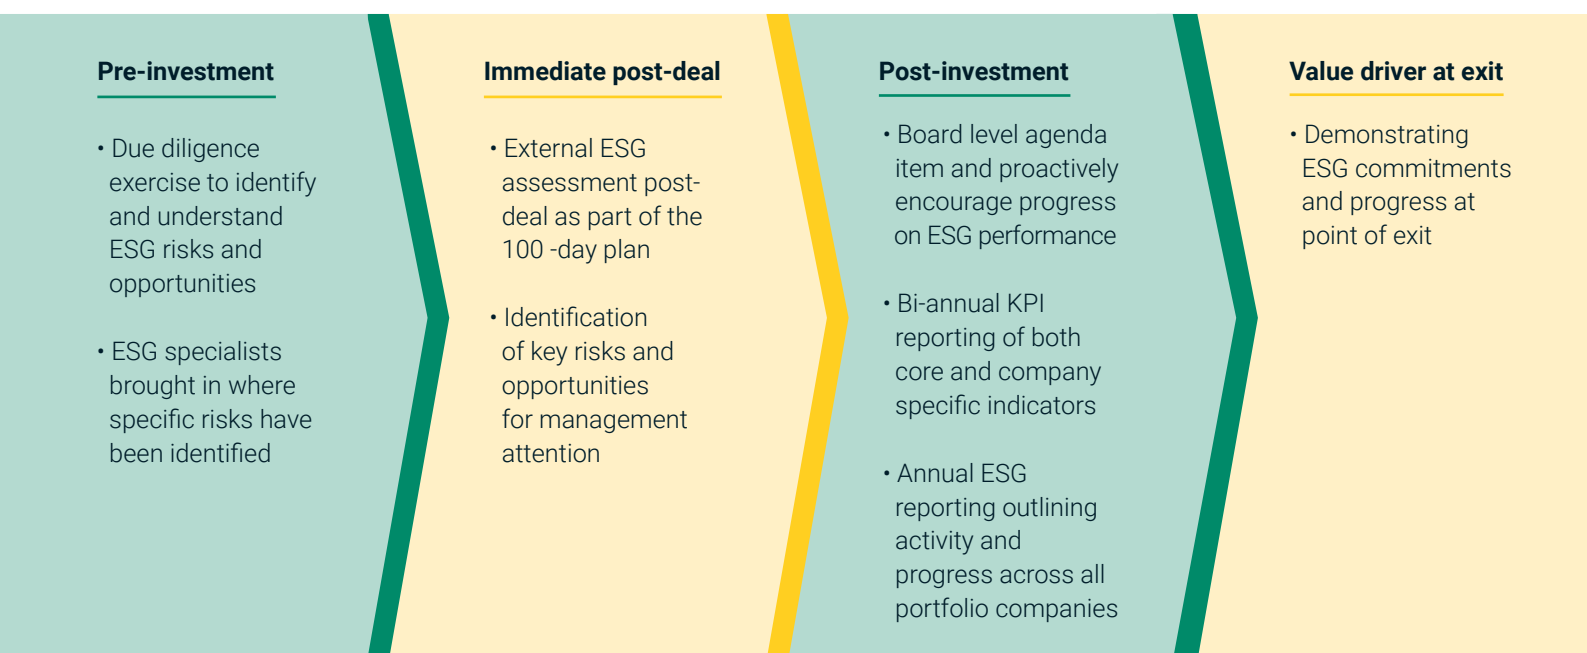 Pre-investment
• Due diligence
exercise to identify
and understand
ESG risks and
opportunities
• ESG specialists
brought in where
specific risks have
been identified
Immediate post-deal
• External ESG
assessment post-
deal as part of the
100 -day plan
• Identification
of key risks and
opportunities
for management
attention
Post-investment
• Board level agenda
item and proactively
encourage progress
on ESG performance
• Bi-annual KPI
reporting of both
core and company
specific indicators
• Annual ESG
reporting outlining
activity and
progress across all
portfolio companies
Value driver at exit
• Demonstrating
ESG commitments
and progress at
point of exit